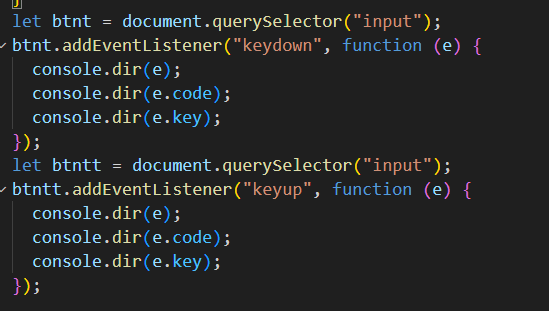 }
let btnt = document.querySelector("input");
btnt.addEventListener("keydown", function (e) {
  console.dir(e);
  console.dir(e.code);
  console.dir(e.key);
});
let btntt = document.querySelector("input");
btntt.addEventListener("keyup", function (e) {
  console.dir(e);
  console.dir(e.code);
  console.dir(e.key);
});